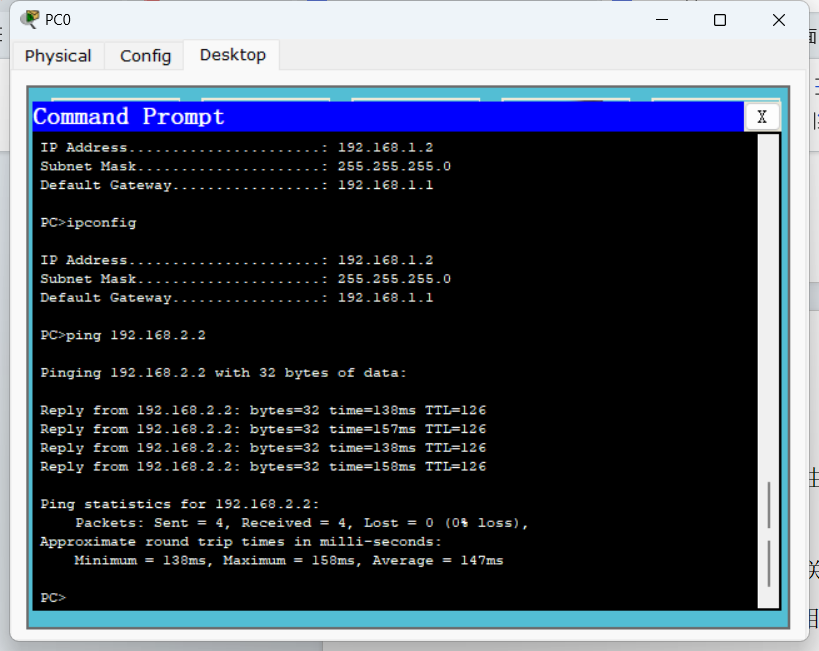 PC0
Physical Config Desktop
Command Prompt
X
IP Address......................: 192.168.1.2
Subnet Mask.....................: 255.255.255.0
Default Gateway.................: 192.168.1.1
PC>ipconfig
IP Address......................: 192.168.1.2
Subnet Mask.....................: 255.255.255.0
Default Gateway.................: 192.168.1.1
PC>ping 192.168.2.2
Pinging 192.168.2.2 with 32 bytes of data:
Reply from 192.168.2.2: bytes=32 time=138ms TTL=126
Reply from 192.168.2.2: bytes=32 time=157ms TTL=126
Reply from 192.168.2.2: bytes=32 time=138ms TTL=126
Reply from 192.168.2.2: bytes=32 time=158ms TTL=126
Ping statistics for 192.168.2.2:
Packets: Sent = 4, Received = 4, Lost = 0 (0% loss),
Approximate round trip times in milli-seconds:
Minimum = 138ms, Maximum = 158ms, Average = 147ms
PC>